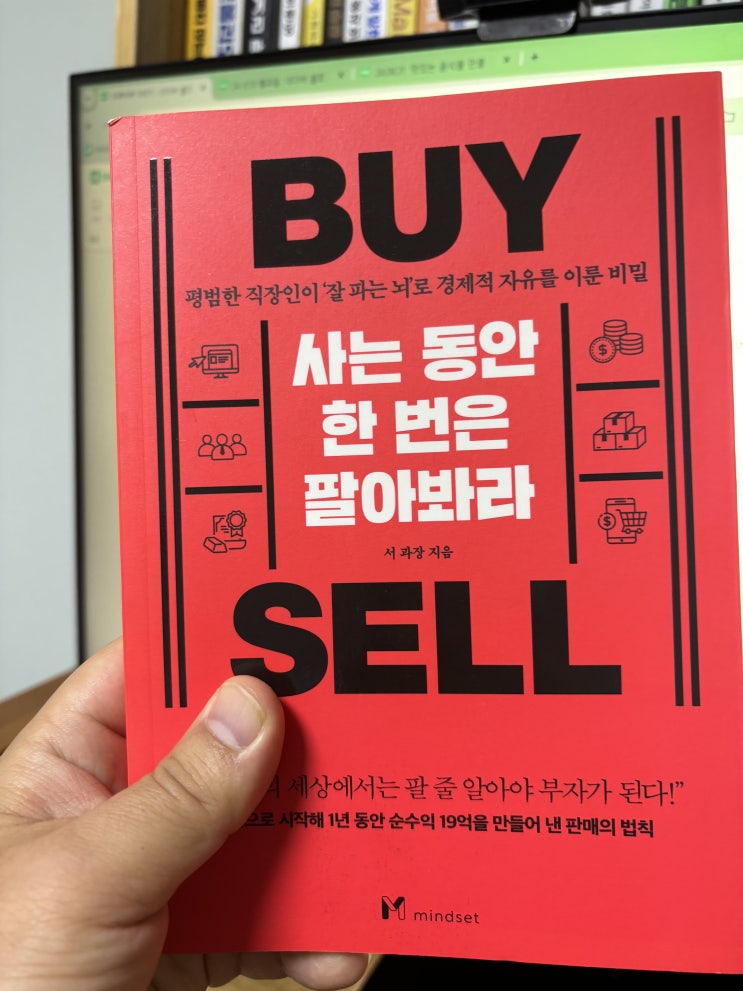 BUY
평범한 직장인이 '잘 파는 뇌'로 경제적 자유를 이룬 비밀
사는 동안
한 번은
팔아봐라
서 과장 지음
SELL
세상에서는 팔 줄 알아야 부자가 된다!”
으로 시작해 1년 동안 순수익 19억을 만들어 낸 판매의 법칙
M mindset